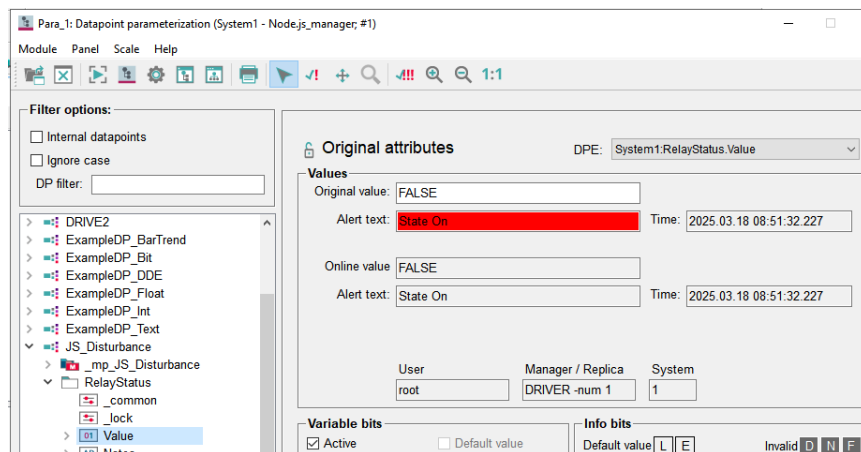 Para_1: Datapoint parameterization (System1 - Node.js_manager; #1)
Module Panel Scale Help
1:1
Filter options:
Internal datapoints
Ignore case
DP filter:
DRIVE2
ExampleDP_BarTrend
ExampleDP_Bit
ExampleDP_DDE
ExampleDP_Float
ExampleDP_Int
ExampleDP_Text
JS_Disturbance
_mp_JS_Disturbance
RelayStatus
_common
_lock
01 Value
Original attributes
DPE: System1:RelayStatus.Value
Values
Original value: FALSE
Alert text: State On Time: 2025.03.18 08:51:32.227
Online value FALSE
Alert text: State On Time: 2025.03.18 08:51:32.227
User Manager / Replica System
root DRIVER -num 1 1
Variable bits Info bits
Active Default value Default value L E Invalid D N F